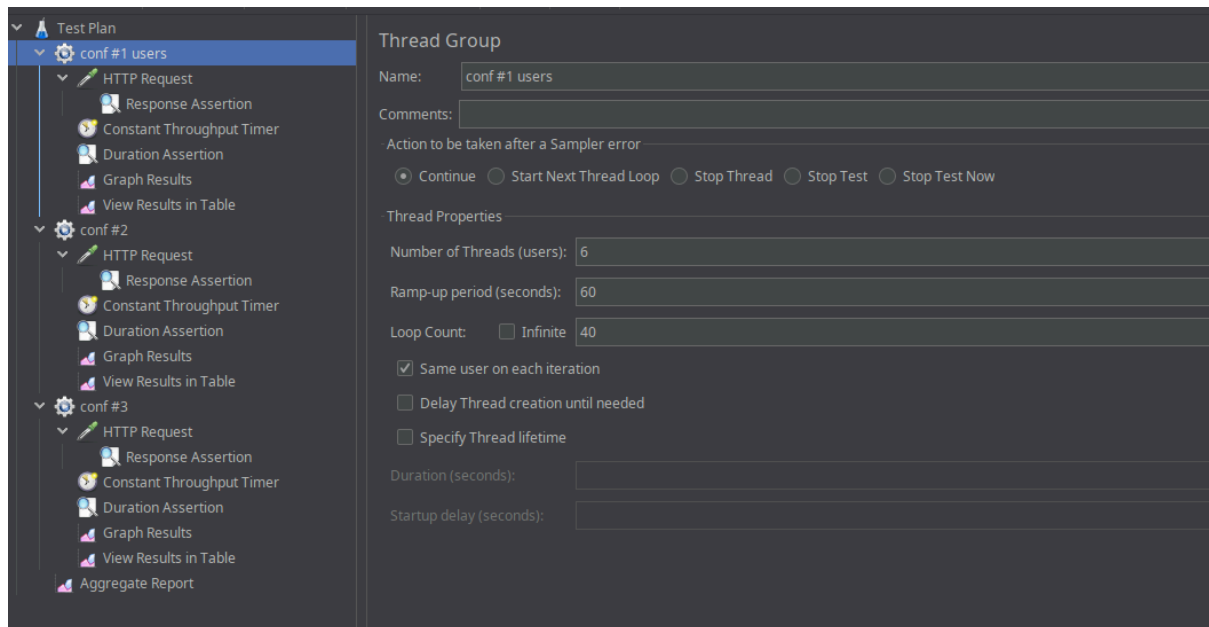 Test Plan
conf #1 users
HTTP Request
Response Assertion
Constant Throughput Timer
Duration Assertion
Graph Results
View Results in Table
conf #2
HTTP Request
Response Assertion
Constant Throughput Timer
Duration Assertion
Graph Results
View Results in Table
conf #3
HTTP Request
Response Assertion
Constant Throughput Timer
Duration Assertion
Graph Results
View Results in Table
Aggregate Report
Thread Group
Name: conf #1 users
Comments:
Action to be taken after a Sampler error
Continue Start Next Thread Loop Stop Thread Stop Test Stop Test Now
Thread Properties
Number of Threads (users): 6
Ramp-up period (seconds): 60
Loop Count: Infinite 40
Same user on each iteration
Delay Thread creation until needed
Specify Thread lifetime
Duration (seconds):
Startup delay (seconds):